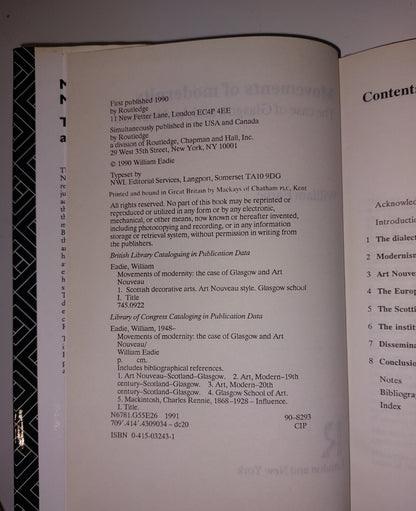 First published 1990
by Routledge
11 New Fetter Lane, London EC4P 4EE
Simultaneously published in the USA and Canada
by Routledge
a division of Routledge, Chapman and Hall, Inc.
29 West 35th Street, New York, NY 10001
© 1990 William Eadie
Typeset by
NWL Editorial Services, Langport, Somerset TA10 9DG
Printed and bound in Great Britain by Mackays of Chatham PLC, Kent
All rights reserved. No part of this book may be reprinted or
reproduced or utilized in any form or by any electronic,
mechanical, or other means, now known or hereafter invented,
including photocopying and recording, or in any information
storage or retrieval system, without permission in writing from
the publishers.
British Library Cataloguing in Publication Data
Eadie, William
Movements of modernity: the case of Glasgow and Art
Nouveau
1. Scottish decorative arts. Art Nouveau style. Glasgow school
I. Title
745.0922
Library of Congress Cataloging in Publication Data
Eadie, William, 1948–
Movements of modernity: the case of Glasgow and Art
Nouveau/
William Eadie
p. cm.
Includes bibliographical references.
1. Art Nouveau–Scotland–Glasgow. 2. Art, Modern–19th
century–Scotland–Glasgow. 3. Art, Modern–20th
century–Scotland–Glasgow. 4. Glasgow School of Art.
5. Mackintosh, Charles Rennie, 1868–1928 – Influence.
I. Title.
N6781.G55E26 1991
709'.414'4309034 – dc20 90–8293
CIP
ISBN 0-415-03243-1
Contents
Acknowle
Introductio
1 The dialect
2 Modernism
3 Art Nouve
4 The Europ
5 The Scotti
6 The instit
7 Dissemina
8 Conclusio
Notes
Bibliogra
Index